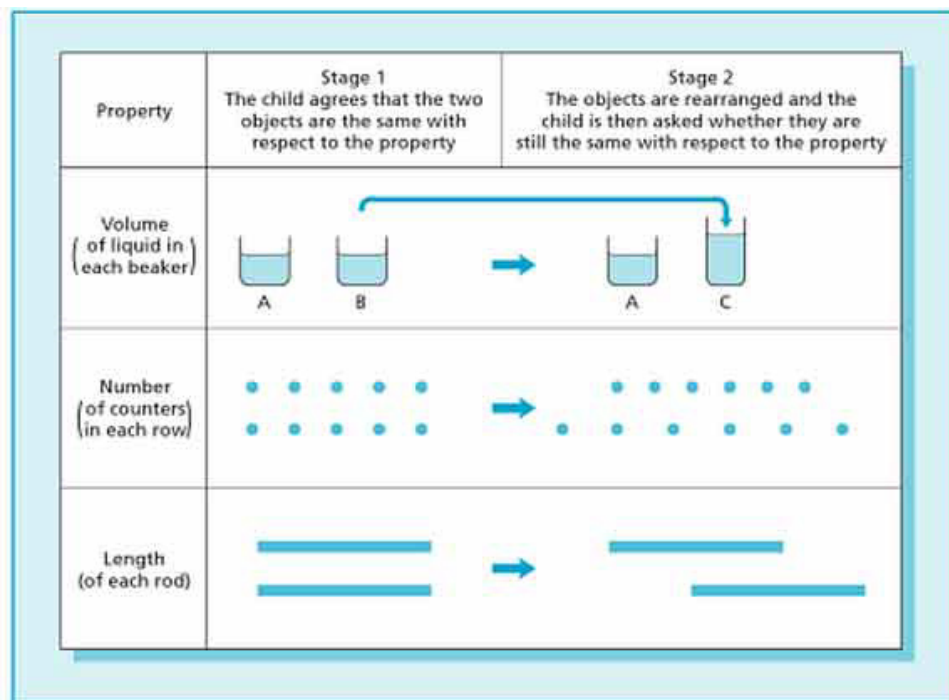 Property
Stage 1
The child agrees that the two
objects are the same with
respect to the property
Stage 2
The objects are rearranged and the
child is then asked whether they are
still the same with respect to the property
Volume
(of liquid in
each beaker)
A
B
A
C
Number
(of counters
in each row)
Length
(of each rod)